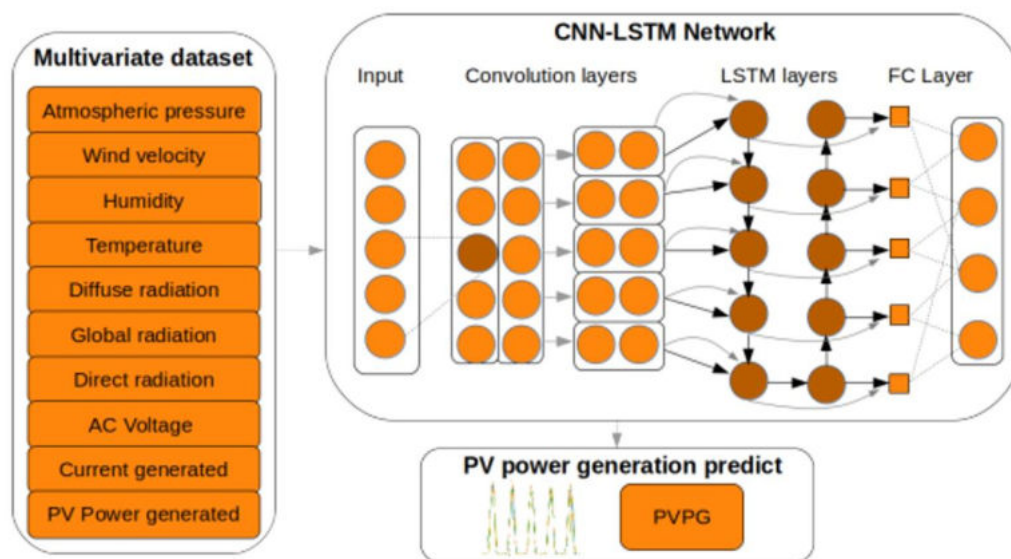 Multivariate dataset
Atmospheric pressure
Wind velocity
Humidity
Temperature
Diffuse radiation
Global radiation
Direct radiation
AC Voltage
Current generated
PV Power generated
CNN-LSTM Network
Input
Convolution layers
LSTM layers
FC Layer
PV power generation predict
PVPG